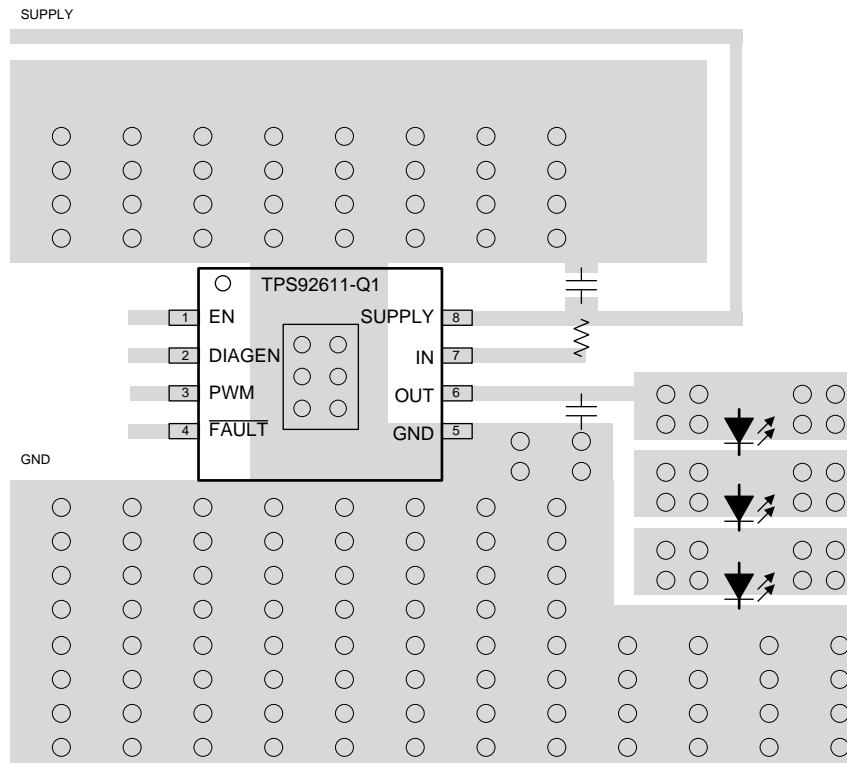 SUPPLY
TPS92611-Q1
1 EN
SUPPLY 8
2 DIAGEN
IN 7
3 PWM
OUT 6
4 FAULT
GND 5
GND